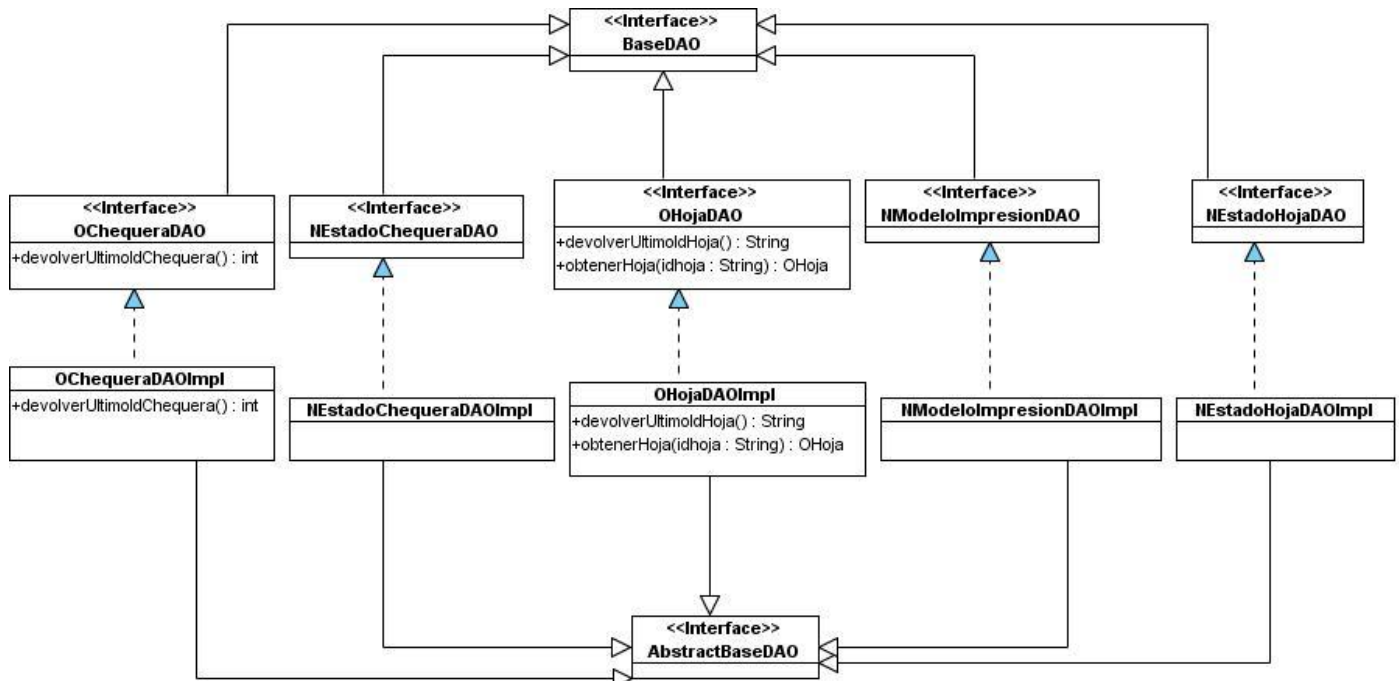 <<Interface>>
BaseDAO
<<Interface>>
OChequeraDAO
+devolverUltimoIdChequera() : int
<<Interface>>
NEstadoChequeraDAO
<<Interface>>
OHojaDAO
+devolverUltimoIdHoja() : String
+obtenerHoja(idhoja : String) : OHoja
<<Interface>>
NModeloImpresionDAO
<<Interface>>
NEstadoHojaDAO
OChequeraDAOImpl
+devolverUltimoIdChequera() : int
NEstadoChequeraDAOImpl
OHojaDAOImpl
+devolverUltimoIdHoja() : String
+obtenerHoja(idhoja : String) : OHoja
NModeloImpresionDAOImpl
NEstadoHojaDAOImpl
<<Interface>>
AbstractBaseDAO